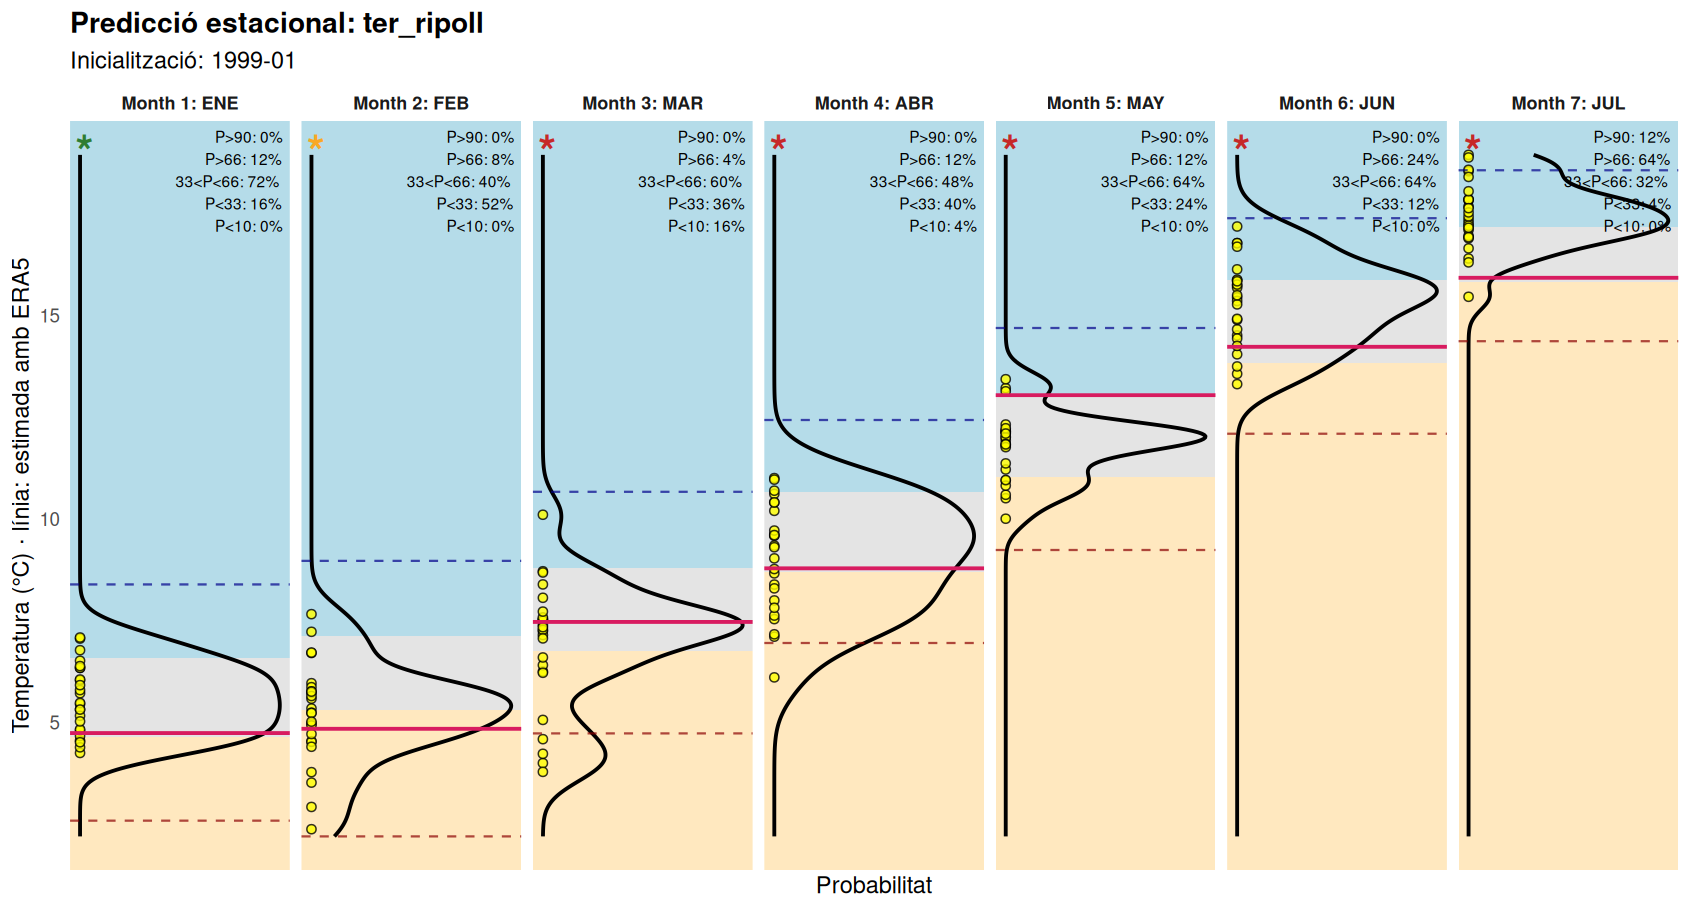 Predicció estacional: ter_ripoll
Inicialització: 1999-01
Month 1: ENE
Month 2: FEB
Month 3: MAR
Month 4: ABR
Month 5: MAY
Month 6: JUN
Month 7: JUL
*
P>90: 0%
P>66: 12%
33<P<66: 72%
P<33: 16%
P<10: 0%
*
P>90: 0%
P>66: 8%
33<P<66: 40%
P<33: 52%
P<10: 0%
*
P>90: 0%
P>66: 4%
33<P<66: 60%
P<33: 36%
P<10: 16%
*
P>90: 0%
P>66: 12%
33<P<66: 48%
P<33: 40%
P<10: 4%
*
P>90: 0%
P>66: 12%
33<P<66: 64%
P<33: 24%
P<10: 0%
*
P>90: 0%
P>66: 24%
33<P<66: 64%
P<33: 12%
P<10: 0%
*
P>90: 12%
P>66: 64%
33<P<66: 32%
P<33: 4%
P<10: 0%
15
10
5
Temperatura (°C) · línia: estimada amb ERA5
Probabilitat